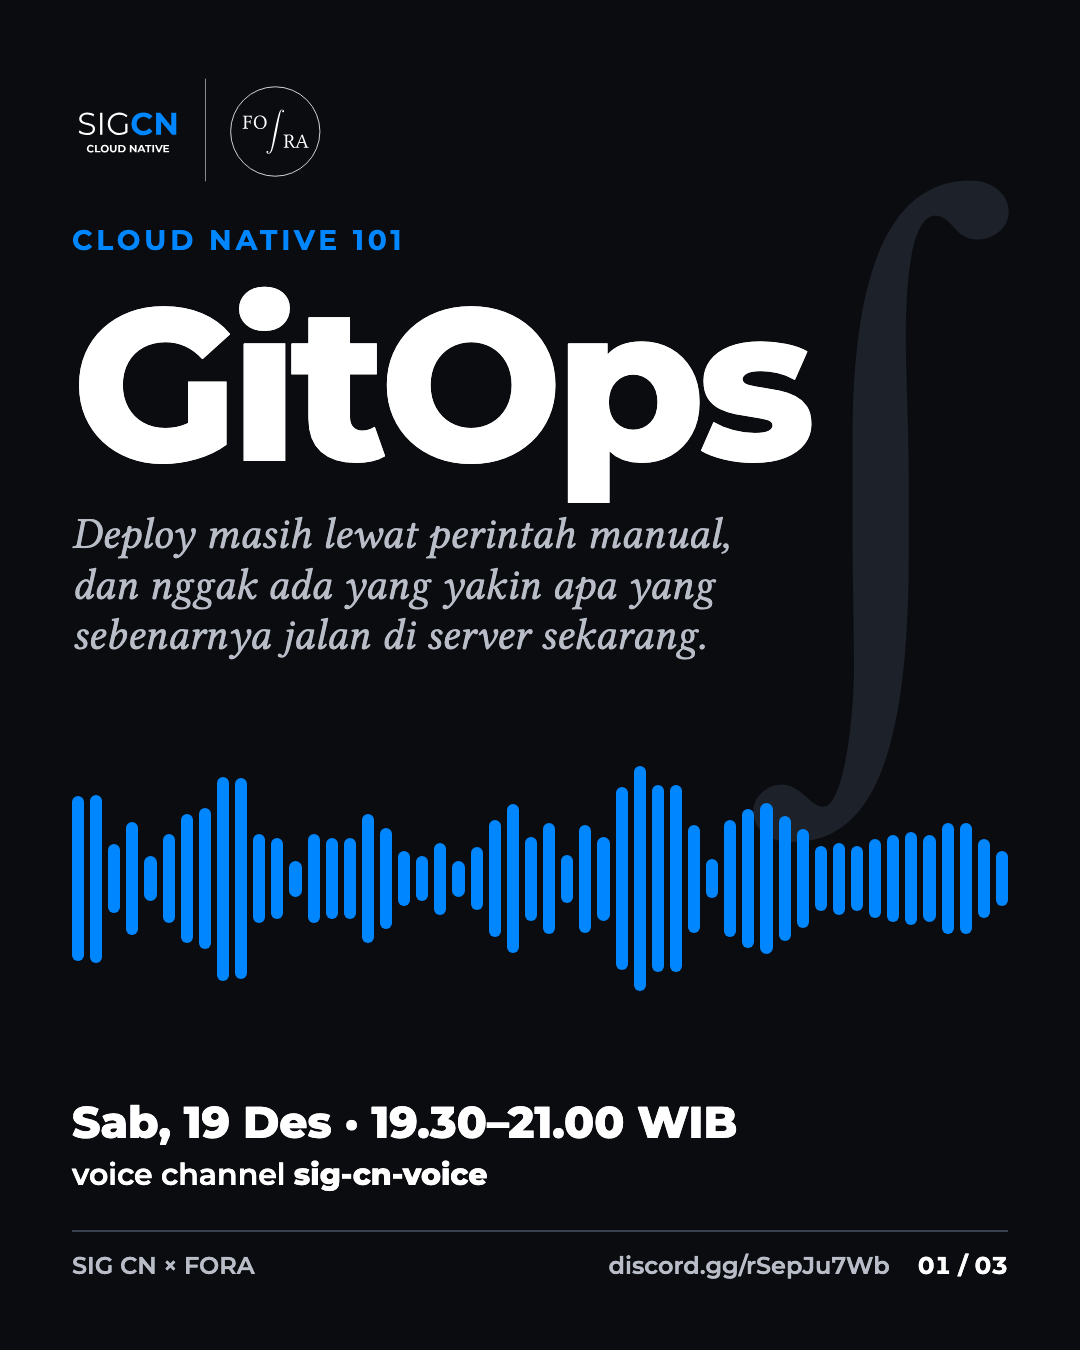 SIGCN
CLOUD NATIVE
FO∫RA
CLOUD NATIVE 101
GitOps
Deploy masih lewat perintah manual,
dan nggak ada yang yakin apa yang
sebenarnya jalan di server sekarang.
Sab, 19 Des · 19.30–21.00 WIB
voice channel sig-cn-voice
SIG CN × FORA
discord.gg/rSepJu7Wb 01 / 03